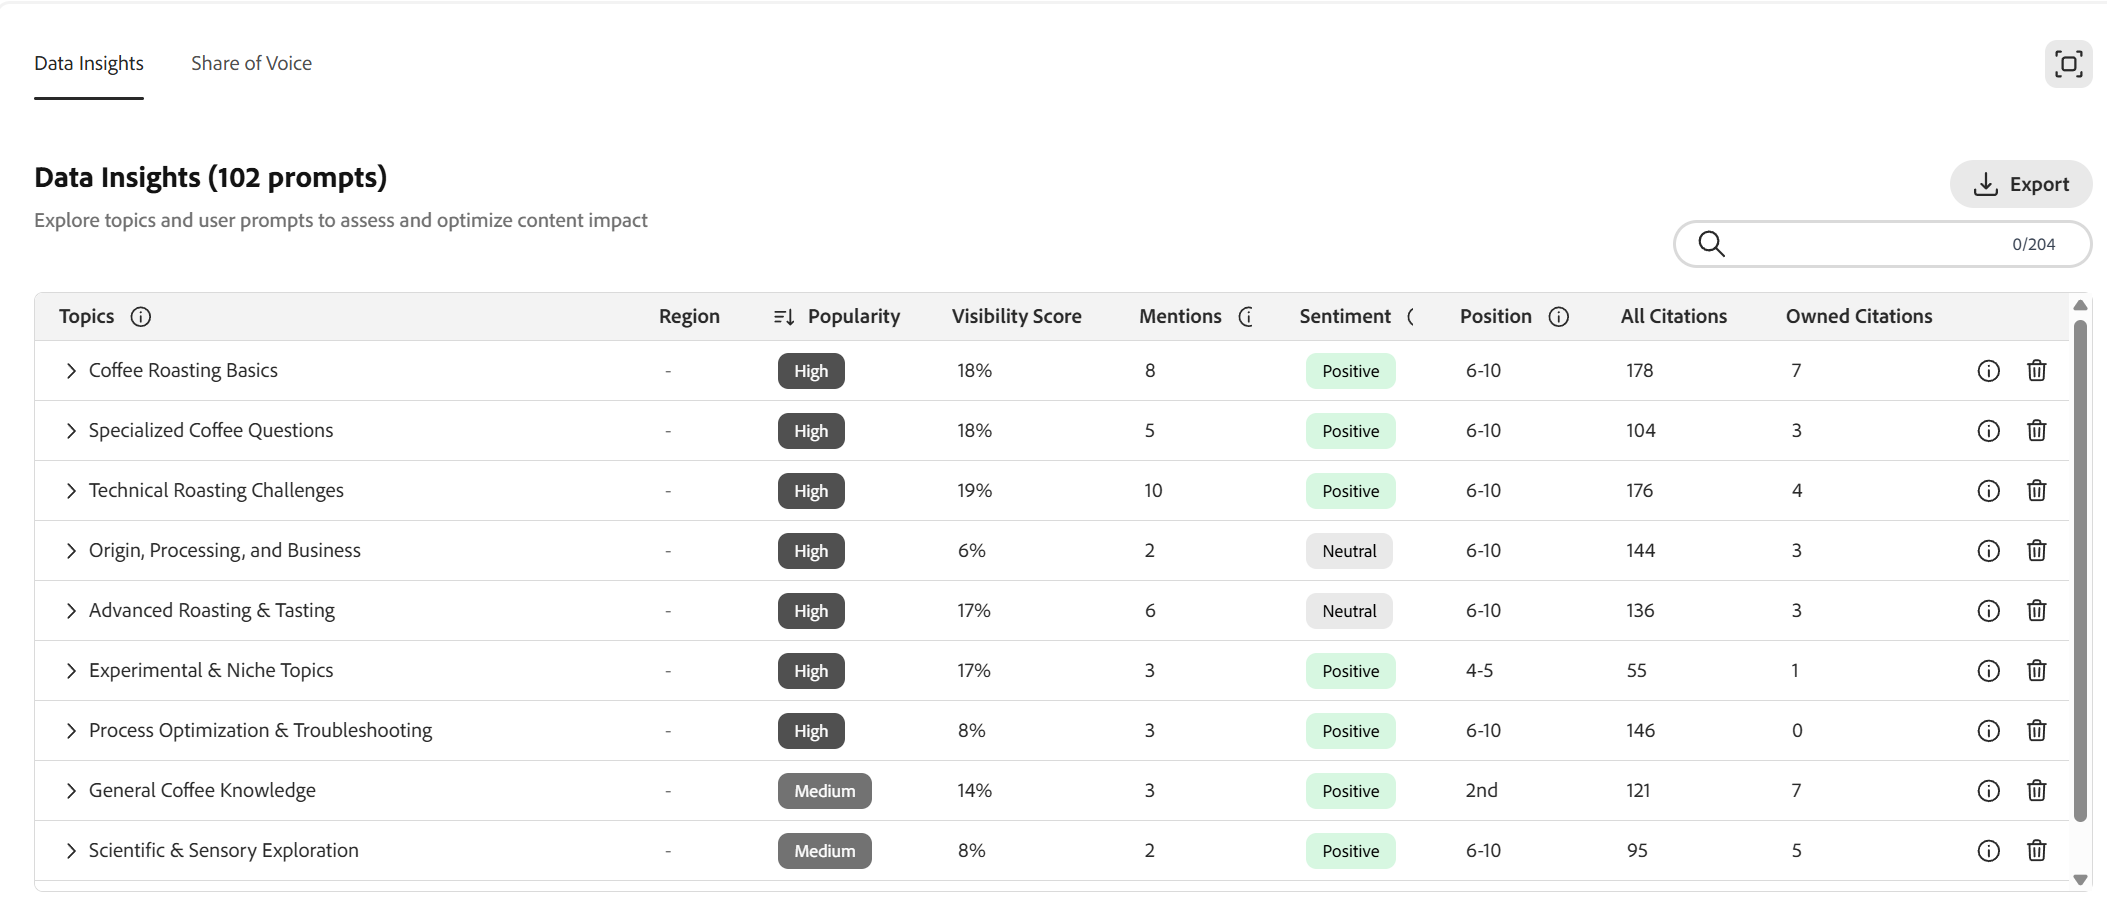 Data Insights Share of Voice
Data Insights (102 prompts)
Export
Explore topics and user prompts to assess and optimize content impact
0/204
Topics Region Popularity Visibility Score Mentions Sentiment Position All Citations Owned Citations
Coffee Roasting Basics - High 18% 8 Positive 6-10 178 7
Specialized Coffee Questions - High 18% 5 Positive 6-10 104 3
Technical Roasting Challenges - High 19% 10 Positive 6-10 176 4
Origin, Processing, and Business - High 6% 2 Neutral 6-10 144 3
Advanced Roasting & Tasting - High 17% 6 Neutral 6-10 136 3
Experimental & Niche Topics - High 17% 3 Positive 4-5 55 1
Process Optimization & Troubleshooting - High 8% 3 Positive 6-10 146 0
General Coffee Knowledge - Medium 14% 3 Positive 2nd 121 7
Scientific & Sensory Exploration - Medium 8% 2 Positive 6-10 95 5